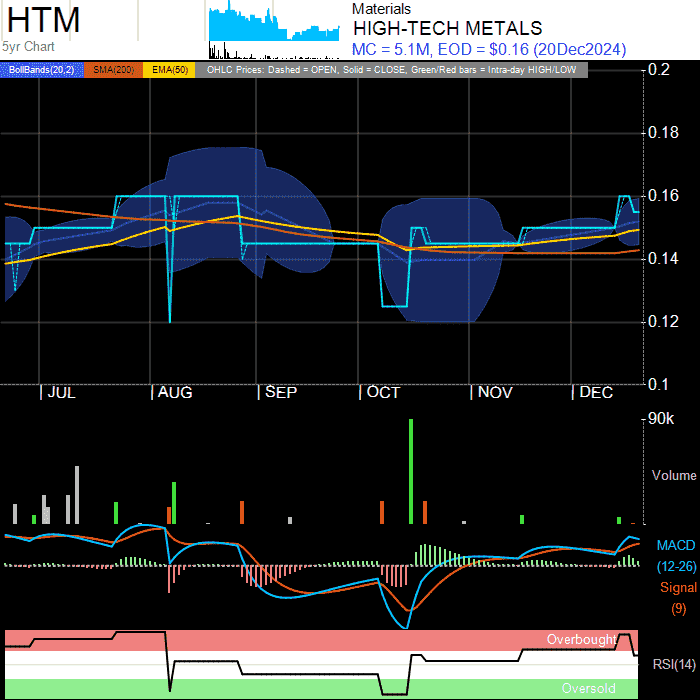 HTM
5yr Chart
Materials
HIGH-TECH METALS
MC = 5.1M, EOD = $0.16 (20Dec2024)
BollBands(20,2) SMA(200) EMA(50) OHLC Prices: Dashed = OPEN, Solid = CLOSE, Green/Red bars = Intra-day HIGH/LOW
0.2
0.18
0.16
0.14
0.12
0.1
JUL AUG SEP OCT NOV DEC
90k
Volume
MACD
(12-26)
Signal
(9)
Overbought
RSI(14)
Oversold